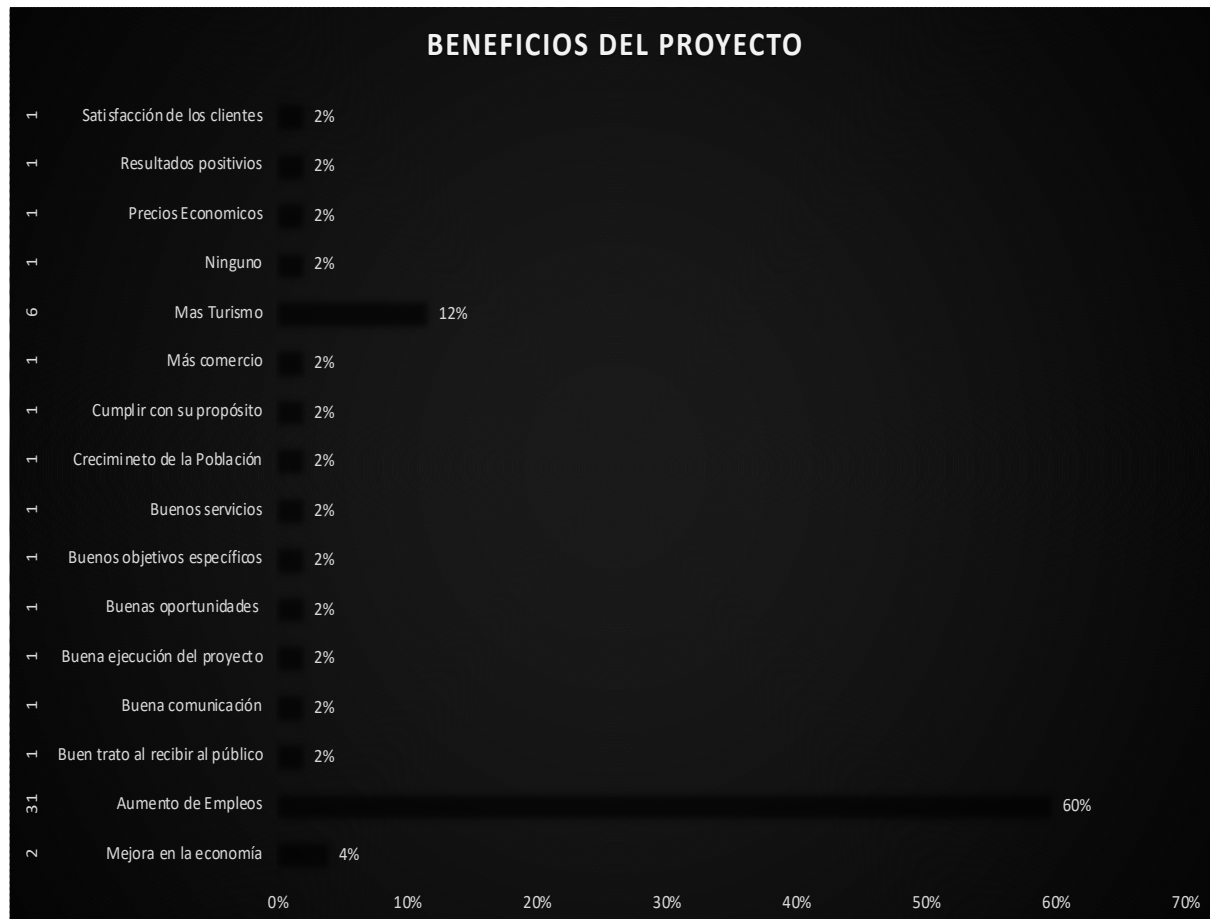 BENEFICIOS DEL PROYECTO
1 Satisfacción de los clientes 2%
1 Resultados positivios 2%
1 Precios Economicos 2%
1 Ninguno 2%
6 Mas Turismo 12%
1 Más comercio 2%
1 Cumplir con su propósito 2%
1 Crecimineto de la Población 2%
1 Buenos servicios 2%
1 Buenos objetivos específicos 2%
1 Buenas oportunidades 2%
1 Buena ejecución del proyecto 2%
1 Buena comunicación 2%
1 Buen trato al recibir al público 2%
31 Aumento de Empleos 60%
2 Mejora en la economía 4%
0% 10% 20% 30% 40% 50% 60% 70%